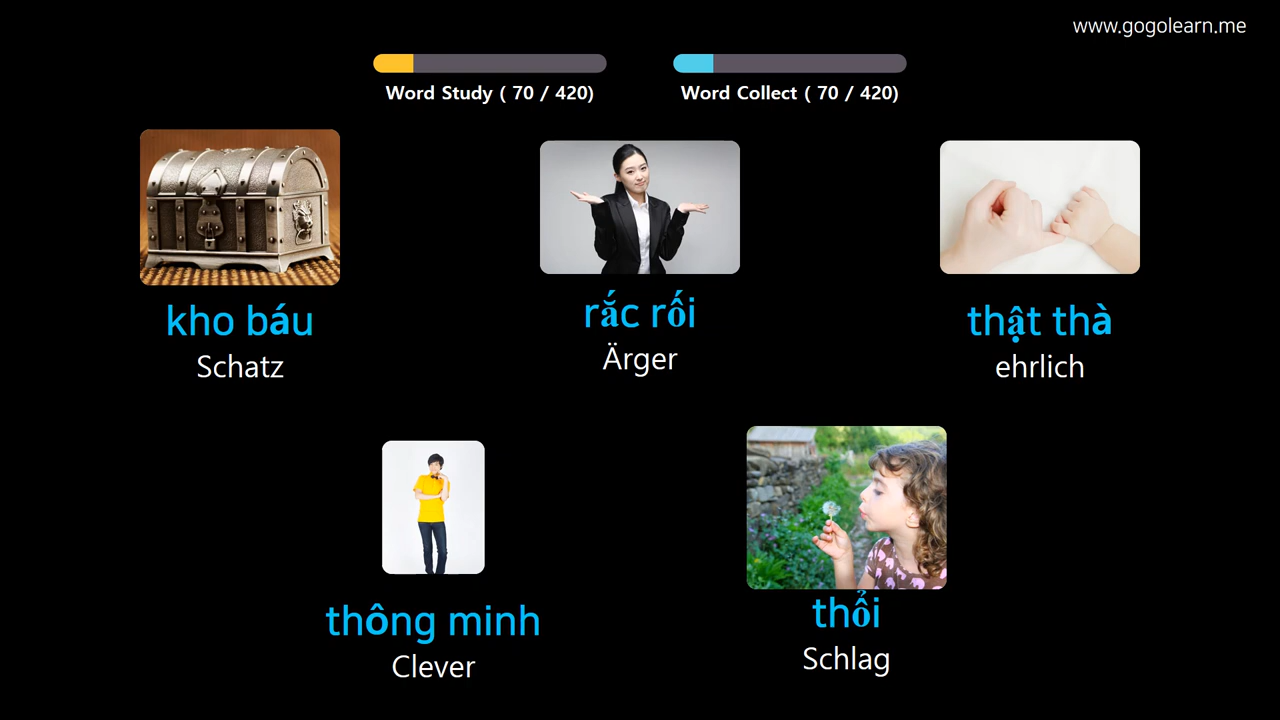 www.gogolearn.me
Word Study ( 70 / 420)
Word Collect ( 70 / 420)
kho báu
Schatz
rắc rối
Ärger
thật thà
ehrlich
thông minh
Clever
thổi
Schlag